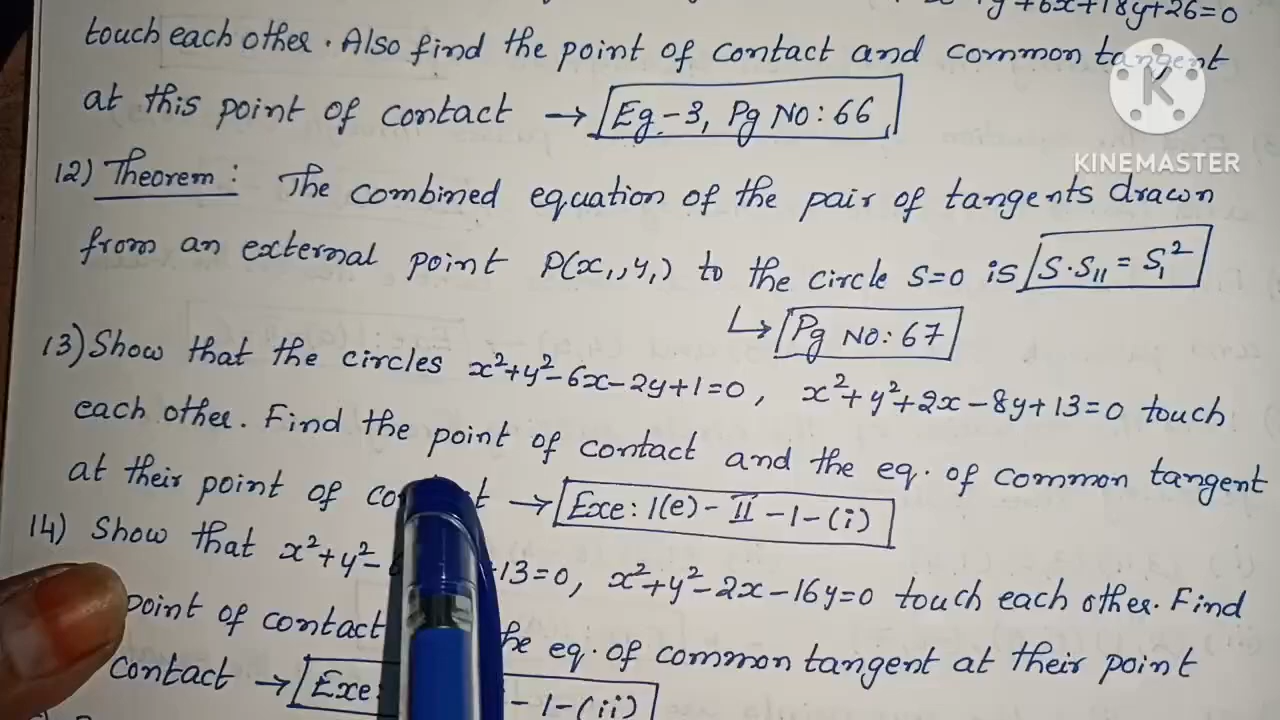 +6x+18y+26=0
touch each other. Also find the point of contact and common tangent
at this point of contact → Eg-3, Pg No: 66
KINEMASTER
12) Theorem: The combined equation of the pair of tangents drawn
from an external point P(x₁,y₁) to the circle S=0 is S·S₁₁ = S₁²
↳ Pg No: 67
13) Show that the circles x²+y²-6x-2y+1=0, x²+y²+2x-8y+13=0 touch
each other. Find the point of contact and the eq. of common tangent
at their point of → Exe: 1(e)-II-1-(i)
14) Show that x²+y²- +13=0, x²+y²-2x-16y=0 touch each other. Find
point of contact the eq. of common tangent at their point
contact → Exe: -1-(ii)